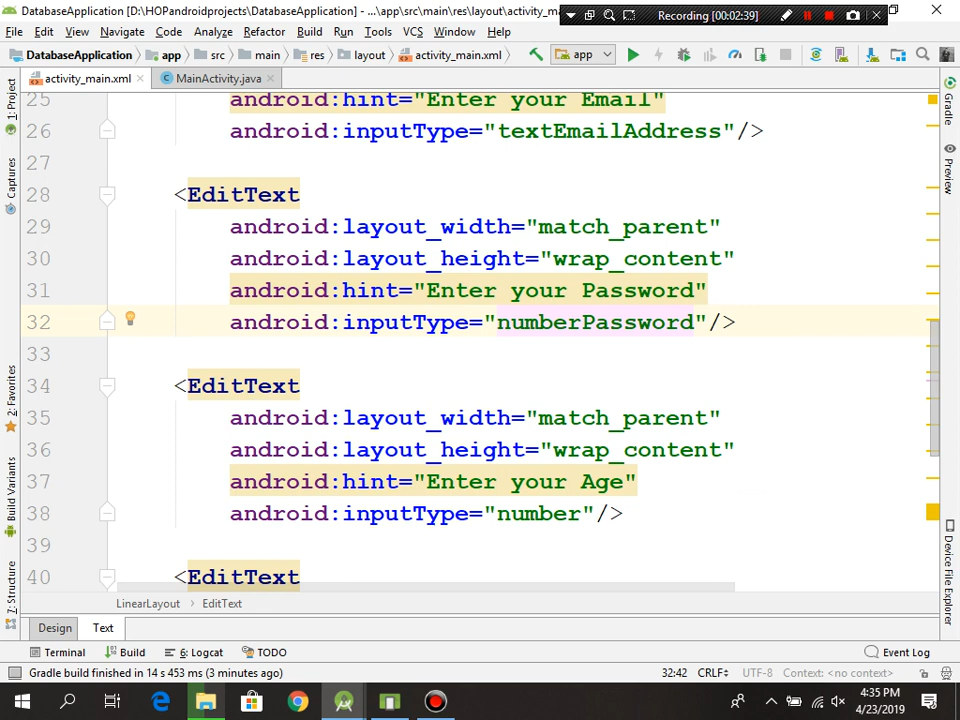 DatabaseApplication [D:\HOPandroidprojects\DatabaseApplication] - ...\app\src\main\res\layout\activity_ma
Recording [00:02:39]
File Edit View Navigate Code Analyze Refactor Build Run Tools VCS Window Help
DatabaseApplication app src main res layout activity_main.xml app
activity_main.xml MainActivity.java
25 android:hint="Enter your Email"
26 android:inputType="textEmailAddress"/>
27
28 <EditText
29 android:layout_width="match_parent"
30 android:layout_height="wrap_content"
31 android:hint="Enter your Password"
32 android:inputType="numberPassword"/>
33
34 <EditText
35 android:layout_width="match_parent"
36 android:layout_height="wrap_content"
37 android:hint="Enter your Age"
38 android:inputType="number"/>
39
40 <EditText
1: Project
Captures
2: Favorites
Build Variants
7: Structure
Gradle
Preview
Device File Explorer
LinearLayout › EditText
Design Text
Terminal Build 6: Logcat TODO Event Log
Gradle build finished in 14 s 453 ms (3 minutes ago) 32:42 CRLF UTF-8 Context: <no context>
4:35 PM
4/23/2019